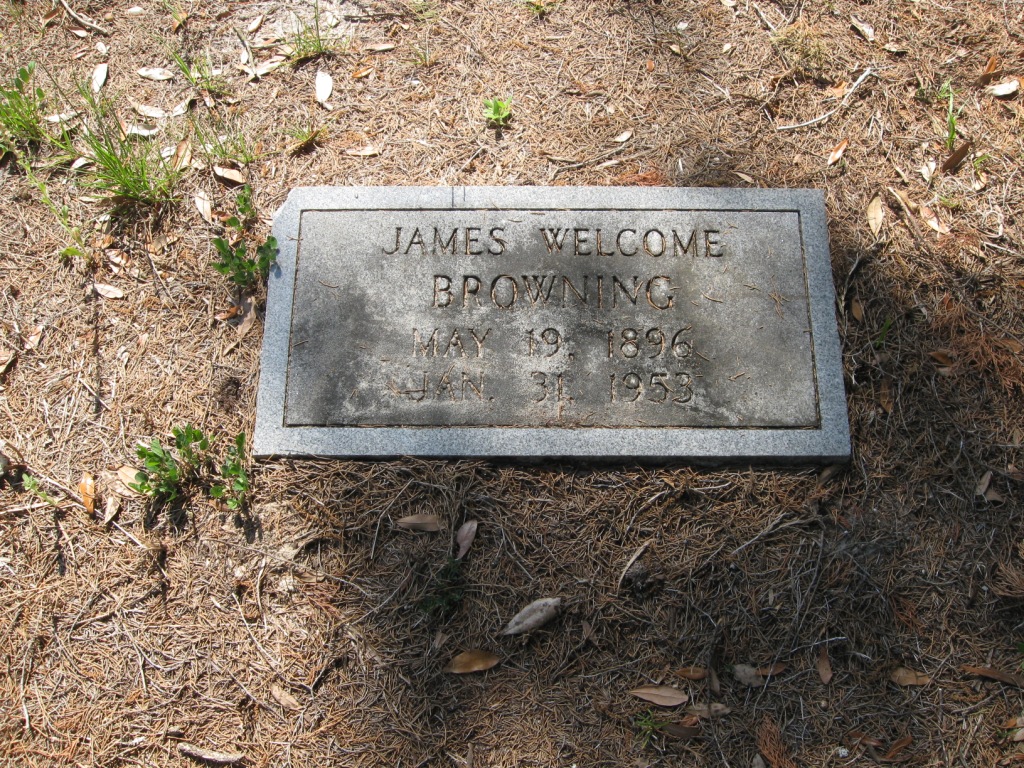 JAMES WELCOME
BROWNING
MAY 19, 1896
JAN. 31, 1953